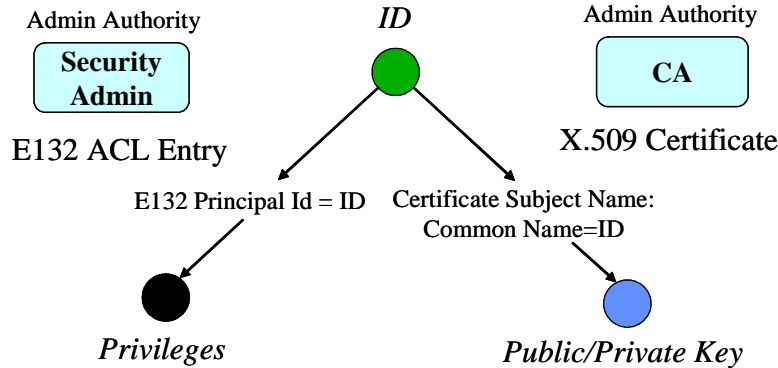 Admin Authority
ID
Admin Authority
Security
Admin
CA
E132 ACL Entry
X.509 Certificate
E132 Principal Id = ID
Certificate Subject Name:
Common Name=ID
Privileges
Public/Private Key